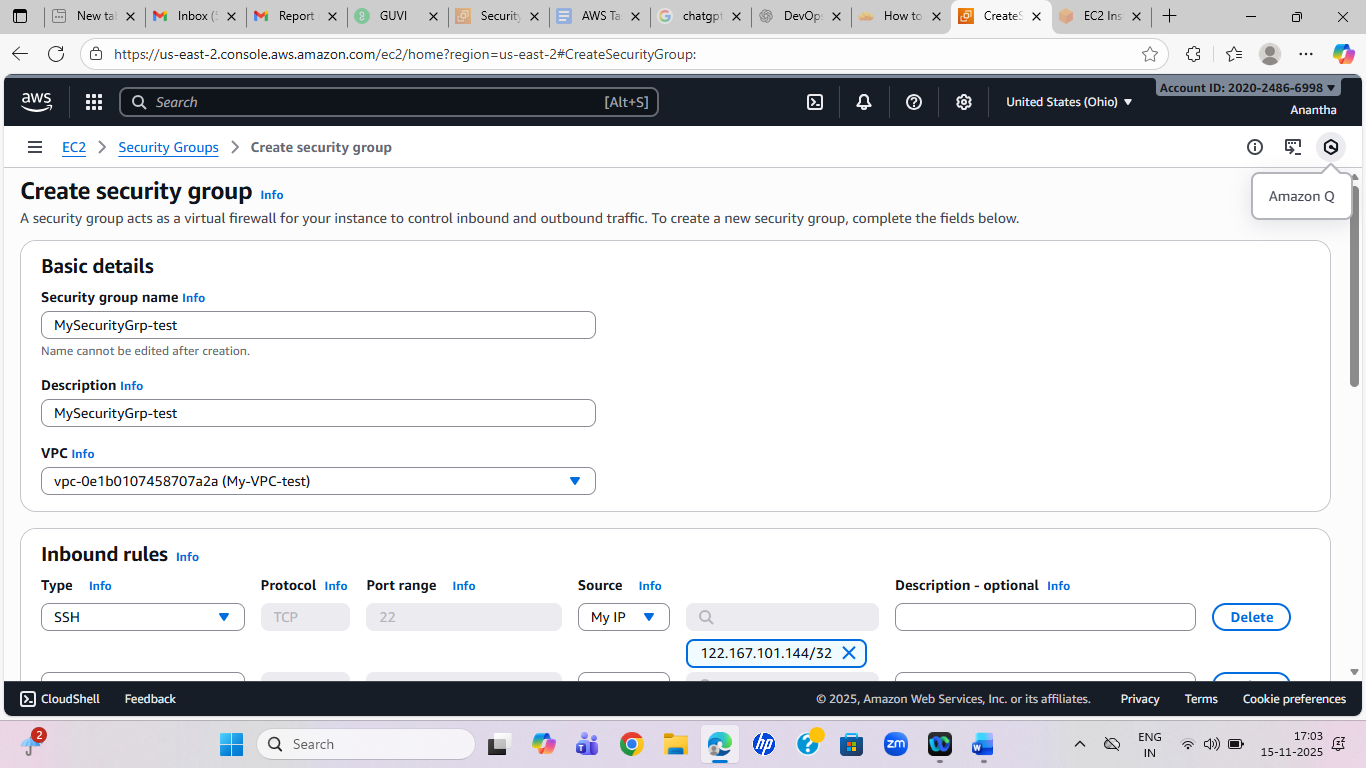 New tal
Inbox (5
Report
GUVI
Security
AWS Ta
chatgpt
DevOps
How to
CreateS
EC2 Ins
https://us-east-2.console.aws.amazon.com/ec2/home?region=us-east-2#CreateSecurityGroup:
aws
Search
[Alt+S]
United States (Ohio)
Account ID: 2020-2486-6998
Anantha
EC2
Security Groups
Create security group
Amazon Q
Create security group Info
A security group acts as a virtual firewall for your instance to control inbound and outbound traffic. To create a new security group, complete the fields below.
Basic details
Security group name Info
MySecurityGrp-test
Name cannot be edited after creation.
Description Info
MySecurityGrp-test
VPC Info
vpc-0e1b0107458707a2a (My-VPC-test)
Inbound rules Info
Type Info Protocol Info Port range Info Source Info Description - optional Info
SSH TCP 22 My IP Delete
122.167.101.144/32
CloudShell Feedback © 2025, Amazon Web Services, Inc. or its affiliates. Privacy Terms Cookie preferences
2
Search
hp
zm
ENG
IN
17:03
15-11-2025